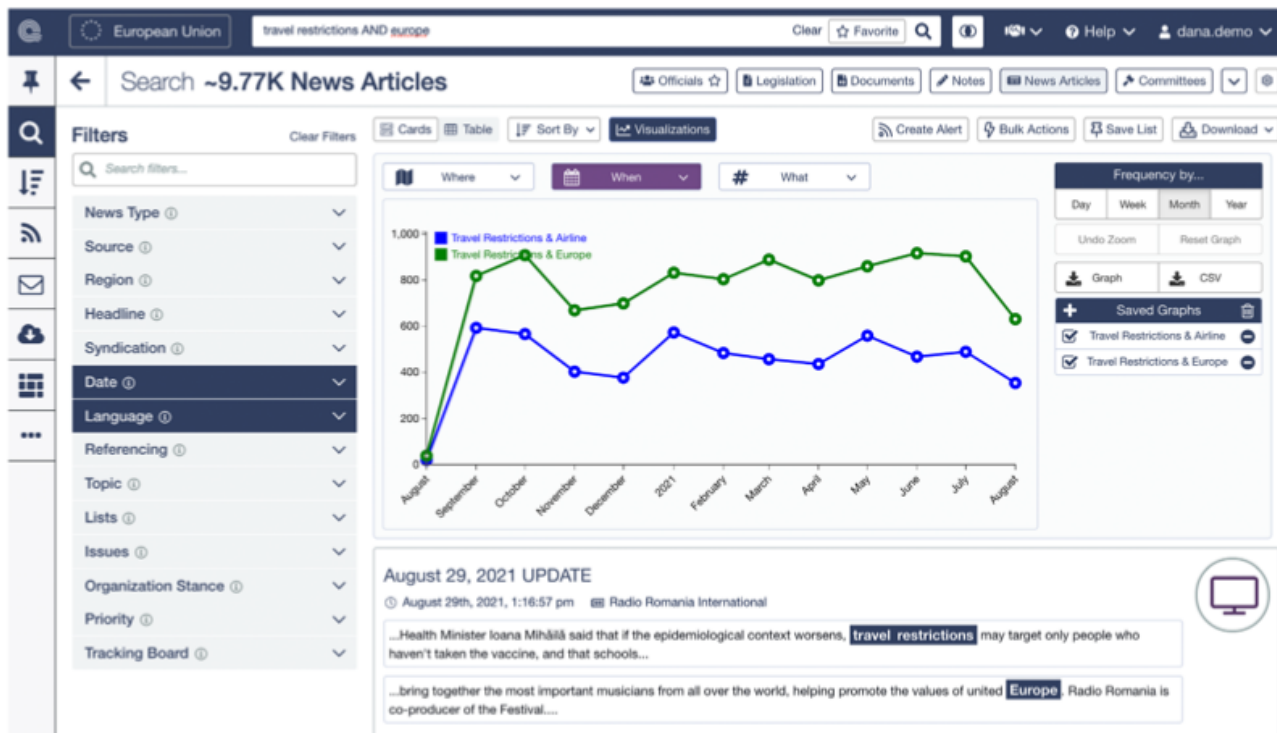 European Union
travel restrictions AND europe
Clear
Favorite
Help
dana.demo
Search ~9.77K News Articles
Officials
Legislation
Documents
Notes
News Articles
Committees
Filters
Clear Filters
Cards
Table
Sort By
Visualizations
Create Alert
Bulk Actions
Save List
Download
Search filters...
News Type
Source
Region
Headline
Syndication
Date
Language
Referencing
Topic
Lists
Issues
Organization Stance
Priority
Tracking Board
Where
When
# What
Frequency by...
Day
Week
Month
Year
Undo Zoom
Reset Graph
Graph
CSV
Saved Graphs
Travel Restrictions & Airline
Travel Restrictions & Europe
Travel Restrictions & Airline
Travel Restrictions & Europe
1,000
800
600
400
200
0
August
September
October
November
December
2021
February
March
April
May
June
July
August
August 29, 2021 UPDATE
August 29th, 2021, 1:16:57 pm
Radio Romania International
...Health Minister Ioana Mihăilă said that if the epidemiological context worsens, travel restrictions may target only people who
haven't taken the vaccine, and that schools...
...bring together the most important musicians from all over the world, helping promote the values of united Europe. Radio Romania is
co-producer of the Festival....